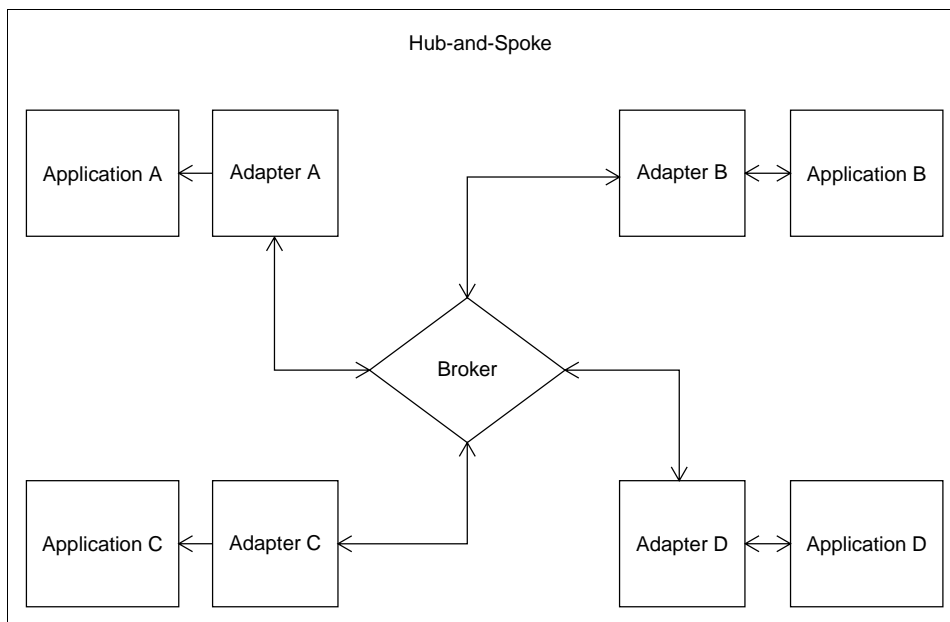 Hub-and-Spoke
Application A
Adapter A
Adapter B
Application B
Broker
Application C
Adapter C
Adapter D
Application D